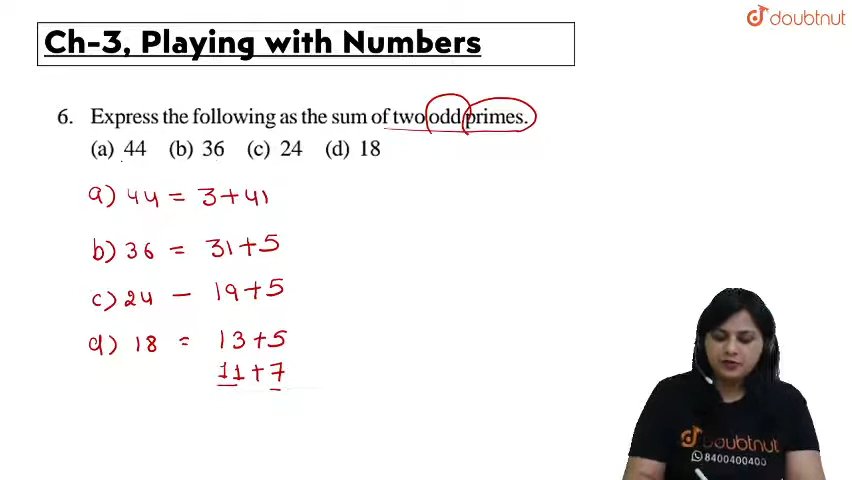 doubtnut
Ch-3, Playing with Numbers
6. Express the following as the sum of two odd primes.
(a) 44 (b) 36 (c) 24 (d) 18
a) 44 = 3+41
b) 36 = 31+5
c) 24 - 19+5
d) 18 = 13+5
11+7
doubtnut
8400400400